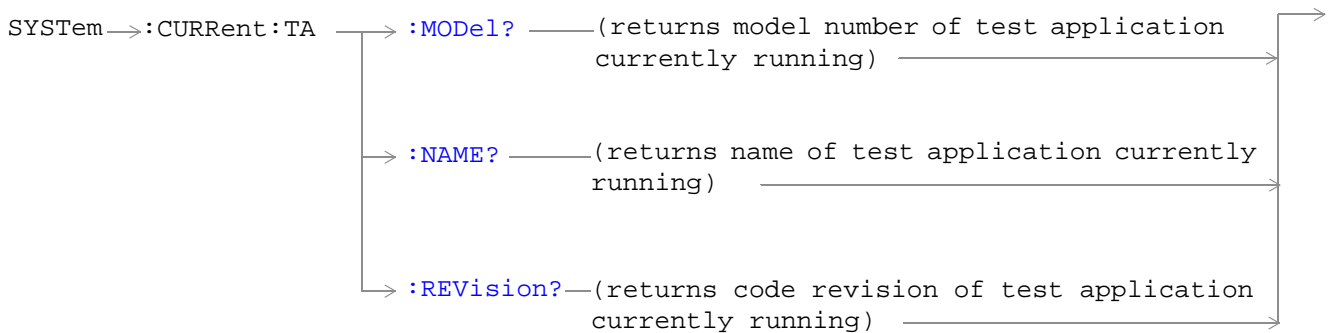 SYSTem :CURRent:TA :MODel? (returns model number of test application
currently running)
:NAME? (returns name of test application currently
running)
:REVision? (returns code revision of test application
currently running)